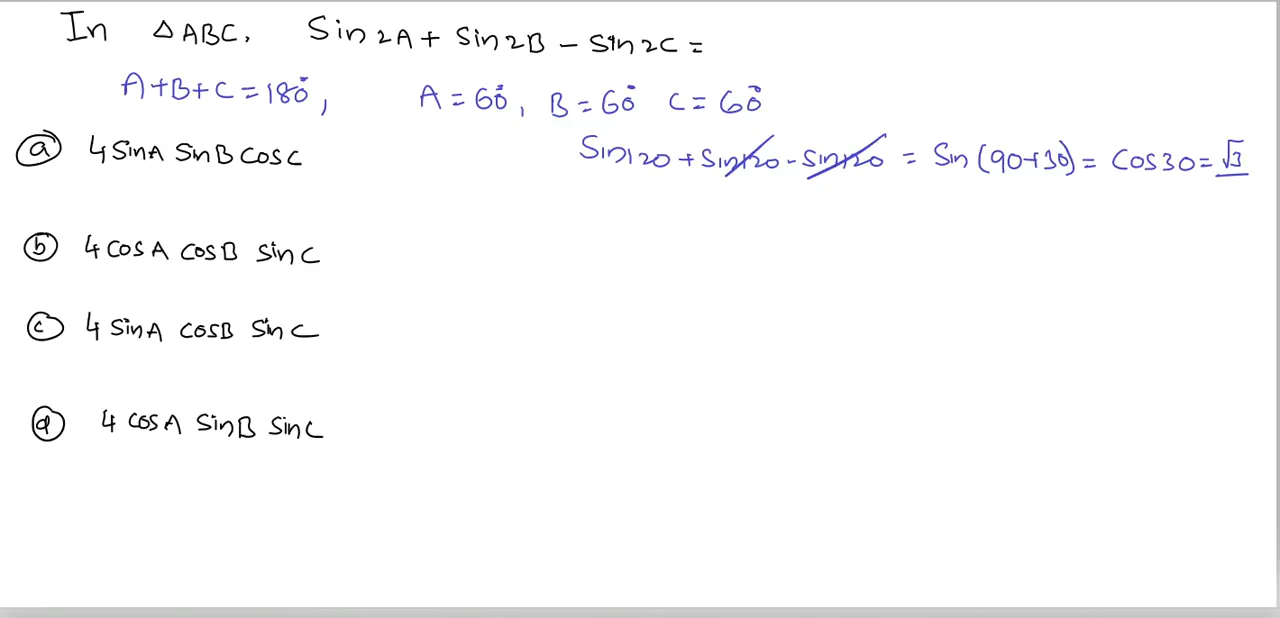 In △ABC, Sin2A + Sin2B - Sin2C =
A+B+C = 180°, A = 60°, B = 60° C = 60°
Sin120 + Sin120 - Sin120 = Sin (90+30) = Cos30 = √3
ⓐ 4 SinA SinB CosC
ⓑ 4 CosA CosB SinC
ⓒ 4 SinA CosB SinC
ⓓ 4 CosA SinB SinC